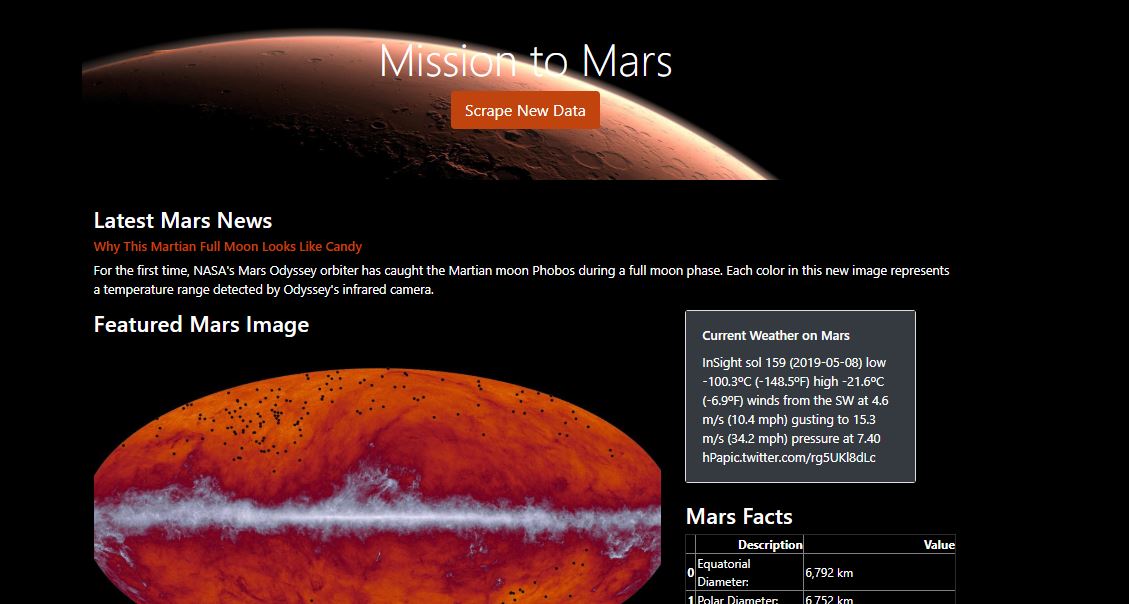 Mission to Mars
Scrape New Data
Latest Mars News
Why This Martian Full Moon Looks Like Candy
For the first time, NASA's Mars Odyssey orbiter has caught the Martian moon Phobos during a full moon phase. Each color in this new image represents
a temperature range detected by Odyssey's infrared camera.
Featured Mars Image
Current Weather on Mars
InSight sol 159 (2019-05-08) low
-100.3ºC (-148.5ºF) high -21.6ºC
(-6.9ºF) winds from the SW at 4.6
m/s (10.4 mph) gusting to 15.3
m/s (34.2 mph) pressure at 7.40
hPapic.twitter.com/rg5UKl8dLc
Mars Facts
Description Value
0 Equatorial
Diameter: 6,792 km
1 Polar Diameter: 6,752 km